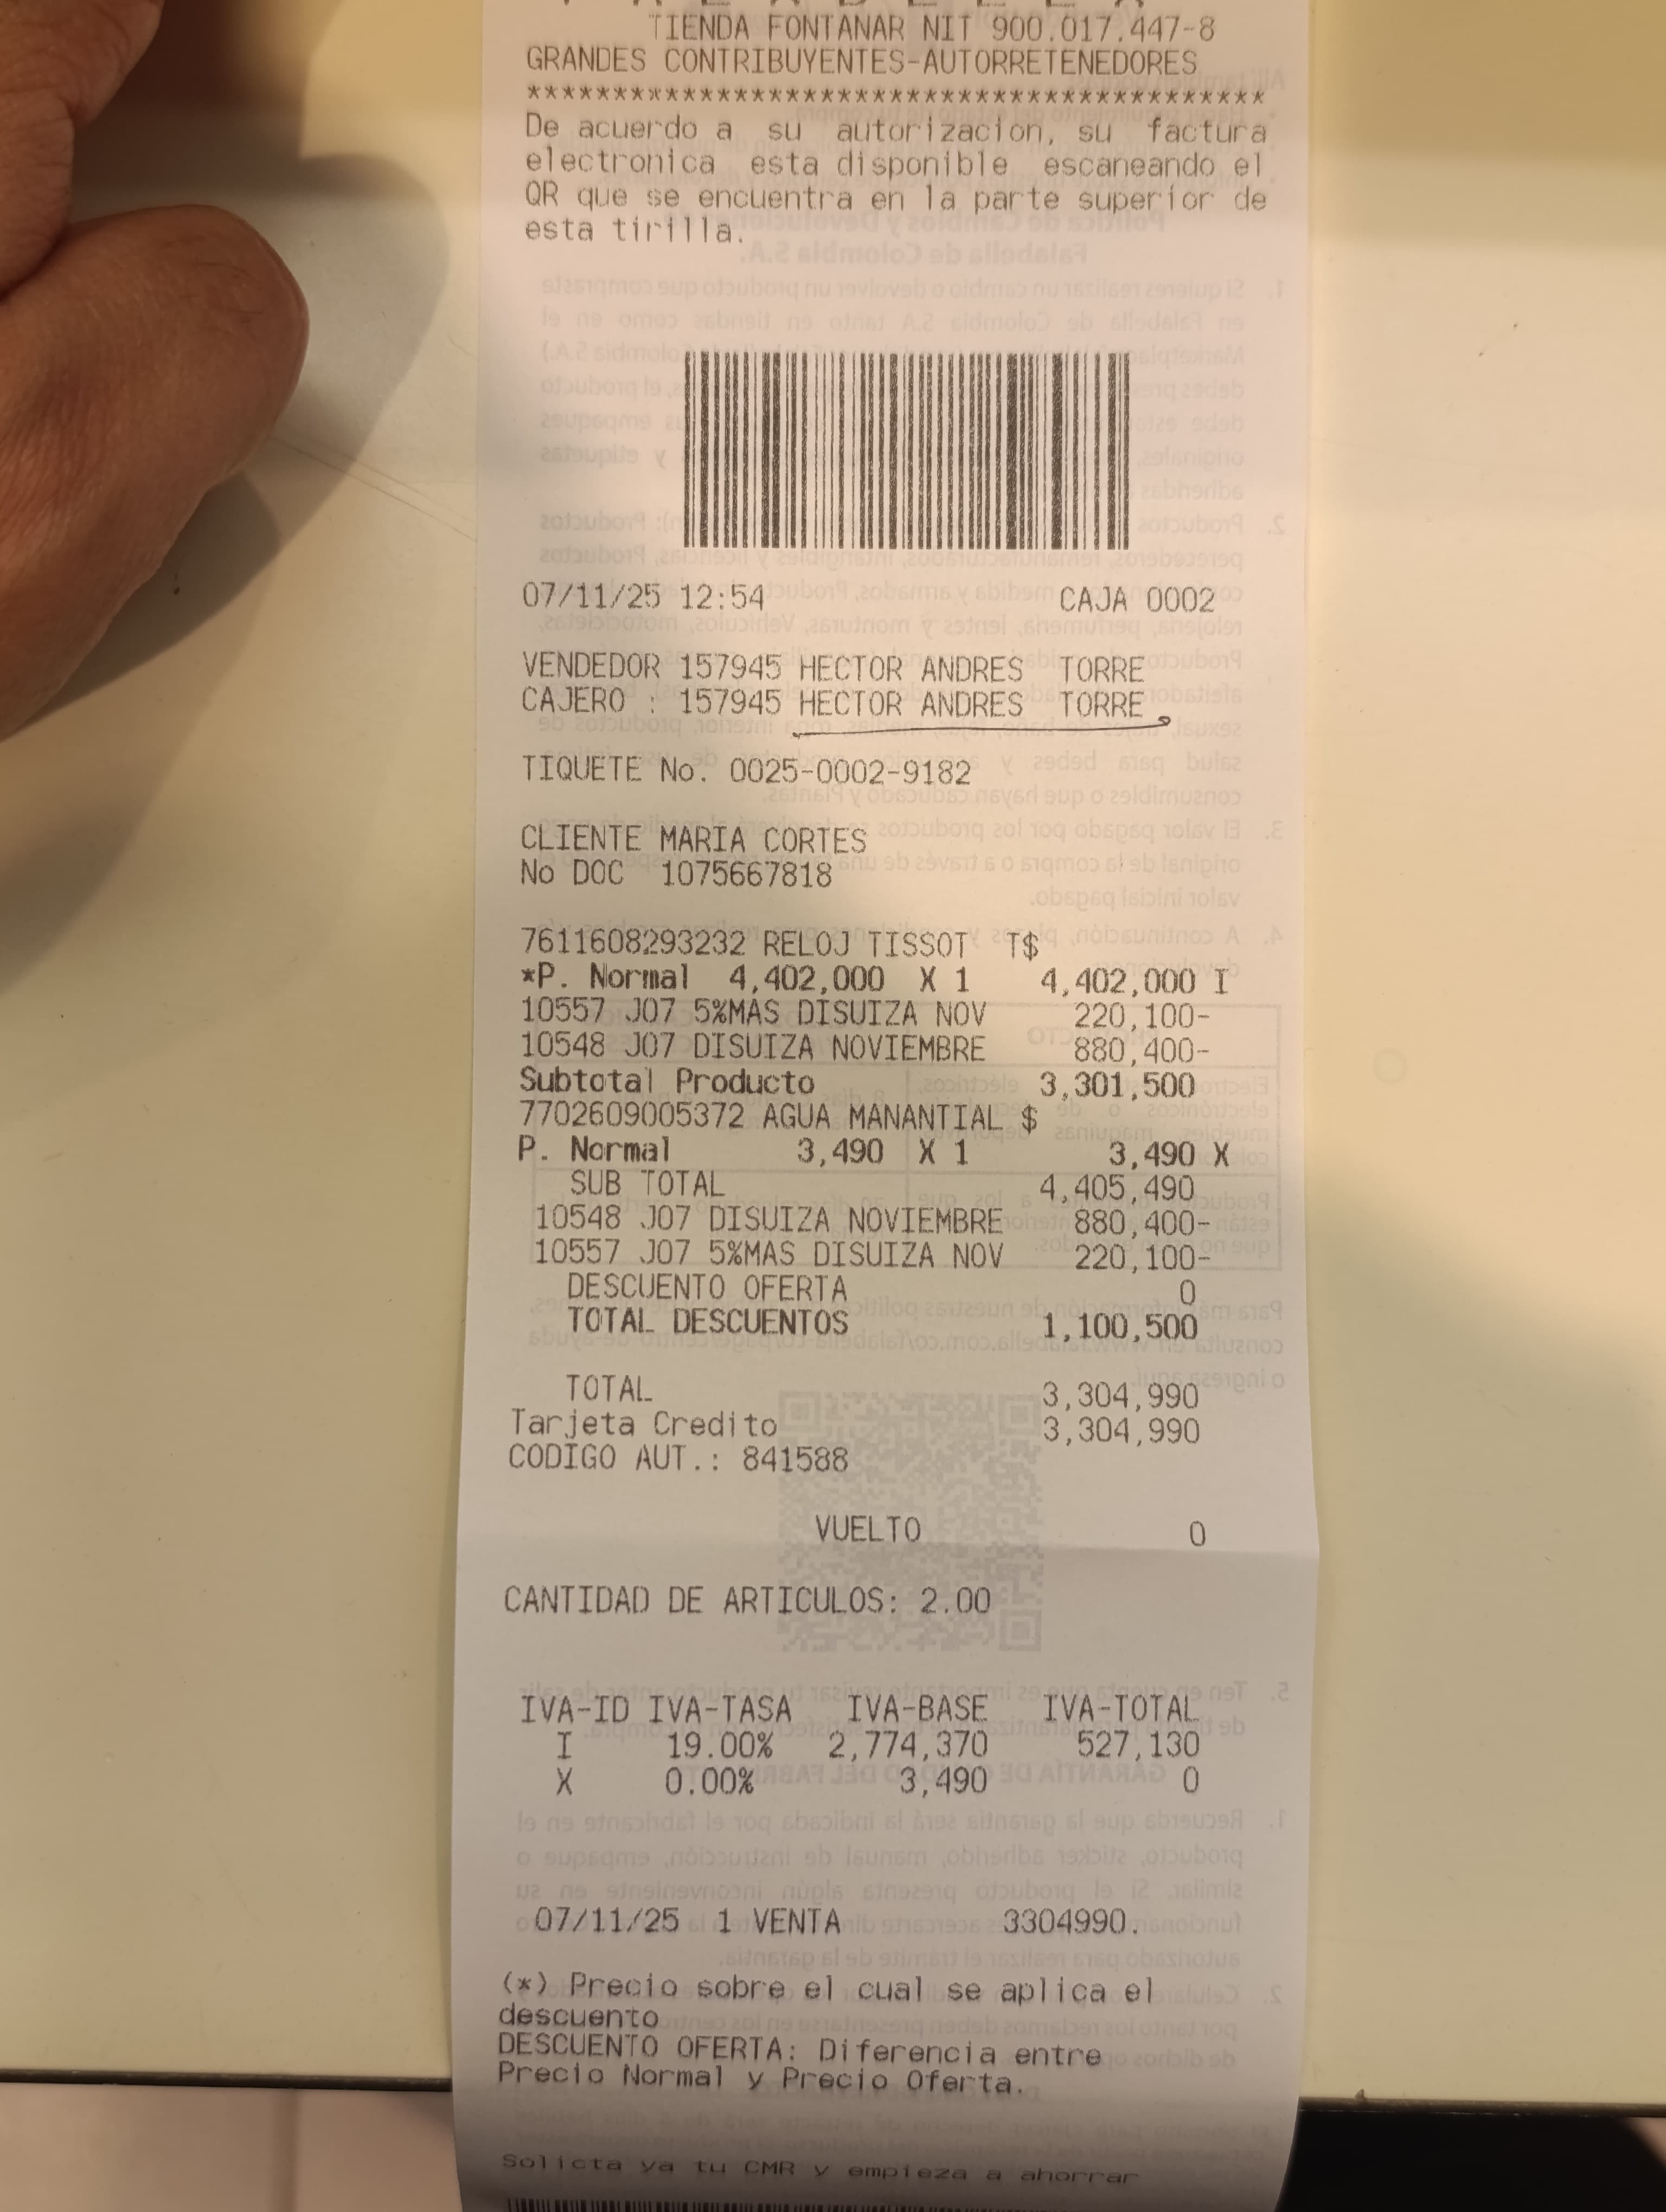 TIENDA FONTANAR NIT 900.017.447-8
GRANDES CONTRIBUYENTES-AUTORRETENEDORES
******************************************
De acuerdo a su autorizacion, su factura
electronica esta disponible escaneando el
QR que se encuentra en la parte superior de
esta tirilla.
07/11/25 12:54 CAJA 0002
VENDEDOR 157945 HECTOR ANDRES TORRE
CAJERO : 157945 HECTOR ANDRES TORRE
TIQUETE No. 0025-0002-9182
CLIENTE MARIA CORTES
No DOC 1075667818
7611608293232 RELOJ TISSOT T$
*P. Normal 4,402,000 X 1 4,402,000 I
10557 J07 5%MAS DISUIZA NOV 220,100-
10548 J07 DISUIZA NOVIEMBRE 880,400-
Subtotal Producto 3,301,500
7702609005372 AGUA MANANTIAL $
P. Normal 3,490 X 1 3,490 X
SUB TOTAL 4,405,490
10548 J07 DISUIZA NOVIEMBRE 880,400-
10557 J07 5%MAS DISUIZA NOV 220,100-
DESCUENTO OFERTA 0
TOTAL DESCUENTOS 1,100,500
TOTAL 3,304,990
Tarjeta Credito 3,304,990
CODIGO AUT.: 841588
VUELTO 0
CANTIDAD DE ARTICULOS: 2.00
IVA-ID IVA-TASA IVA-BASE IVA-TOTAL
I 19.00% 2,774,370 527,130
X 0.00% 3,490 0
07/11/25 1 VENTA 3304990.
(*) Precio sobre el cual se aplica el
descuento
DESCUENTO OFERTA: Diferencia entre
Precio Normal y Precio Oferta.
Solicta ya tu CMR y empieza a ahorrar